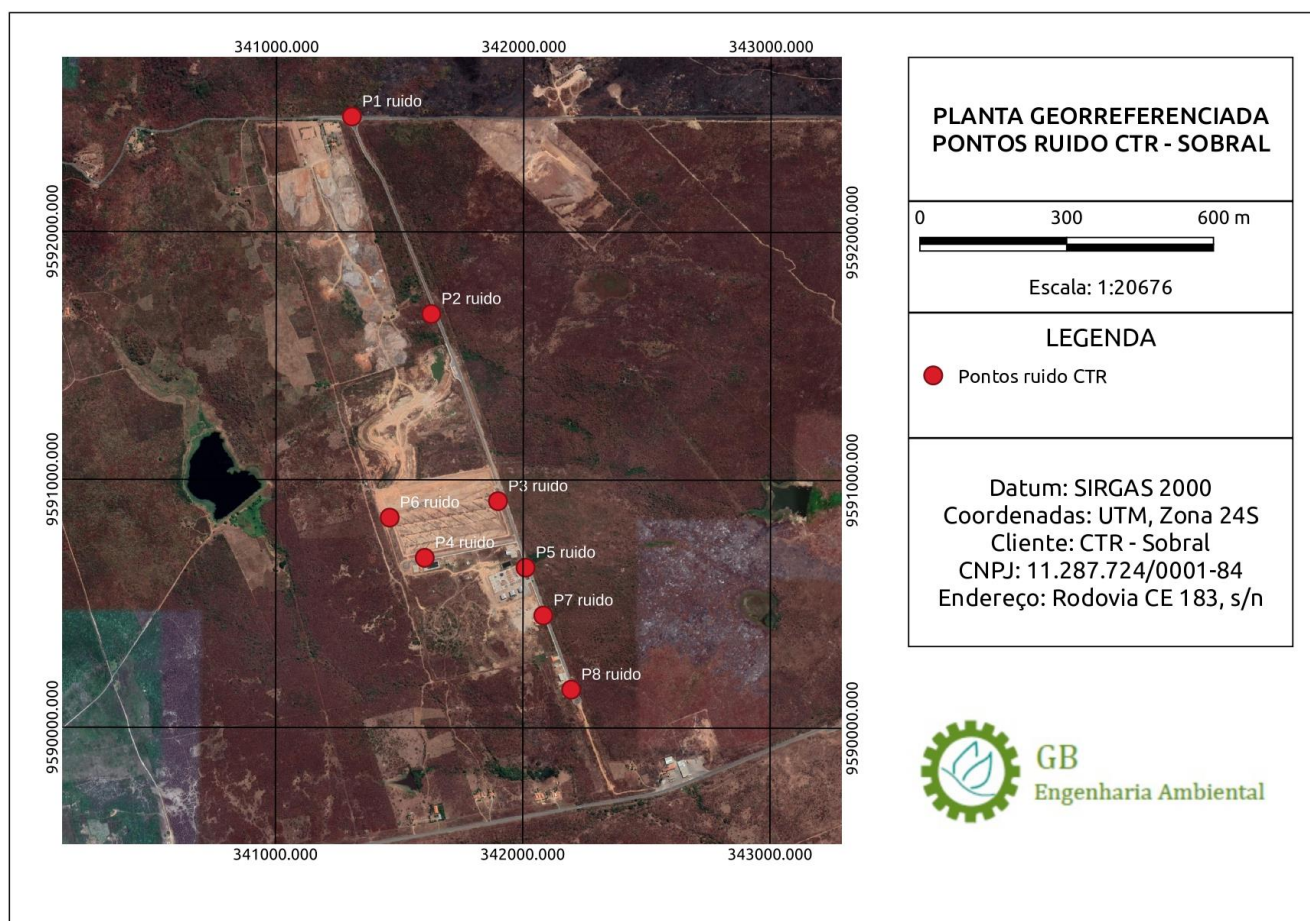 341000.000
342000.000
343000.000
9592000.000
9591000.000
9590000.000
P1 ruido
P2 ruido
P3 ruido
P6 ruido
P4 ruido
P5 ruido
P7 ruido
P8 ruido
9592000.000
9591000.000
9590000.000
341000.000
342000.000
343000.000
PLANTA GEORREFERENCIADA
PONTOS RUIDO CTR - SOBRAL
0 300 600 m
Escala: 1:20676
LEGENDA
Pontos ruido CTR
Datum: SIRGAS 2000
Coordenadas: UTM, Zona 24S
Cliente: CTR - Sobral
CNPJ: 11.287.724/0001-84
Endereço: Rodovia CE 183, s/n
GB
Engenharia Ambiental